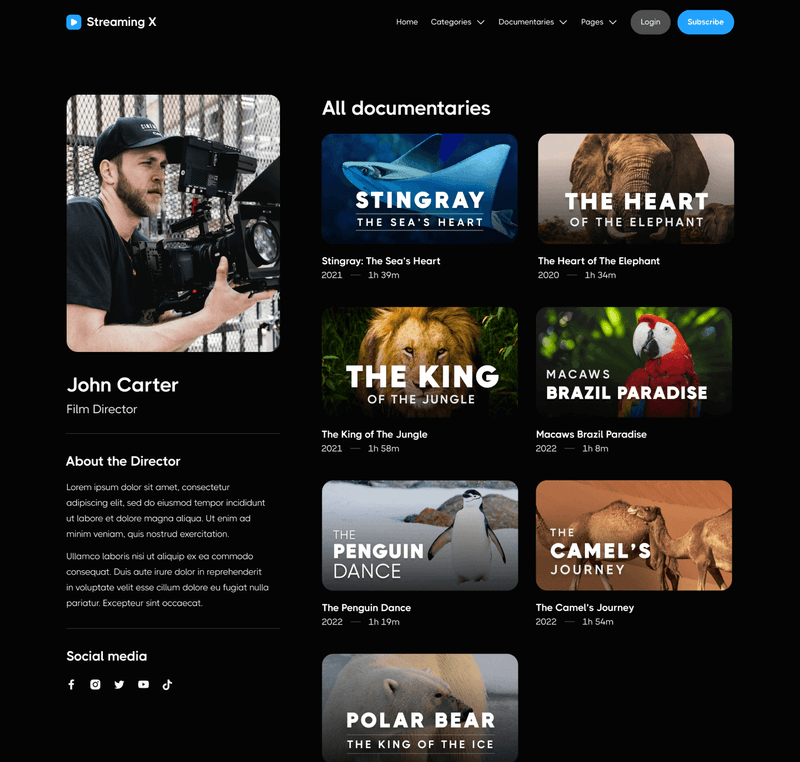 Streaming X
Home Categories Documentaries Pages Login Subscribe
John Carter
Film Director
About the Director
Lorem ipsum dolor sit amet, consectetur
adipiscing elit, sed do eiusmod tempor incididunt
ut labore et dolore magna aliqua. Ut enim ad
minim veniam, quis nostrud exercitation.
Ullamco laboris nisi ut aliquip ex ea commodo
consequat. Duis aute irure dolor in reprehenderit
in voluptate velit esse cillum dolore eu fugiat nulla
pariatur. Excepteur sint occaecat.
Social media
All documentaries
STINGRAY
THE SEA'S HEART
Stingray: The Sea's Heart
2021 — 1h 39m
THE HEART
OF THE ELEPHANT
The Heart of The Elephant
2020 — 1h 34m
THE KING
OF THE JUNGLE
The King of The Jungle
2021 — 1h 58m
MACAWS
BRAZIL PARADISE
Macaws Brazil Paradise
2022 — 1h 8m
THE
PENGUIN
DANCE
The Penguin Dance
2022 — 1h 19m
THE
CAMEL'S
JOURNEY
The Camel's Journey
2022 — 1h 54m
POLAR BEAR
THE KING OF THE ICE